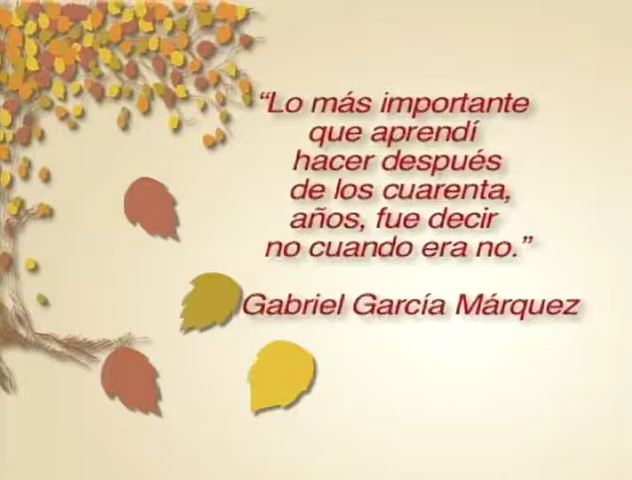 “Lo más importante
que aprendí
hacer después
de los cuarenta,
años, fue decir
no cuando era no.”
Gabriel García Márquez